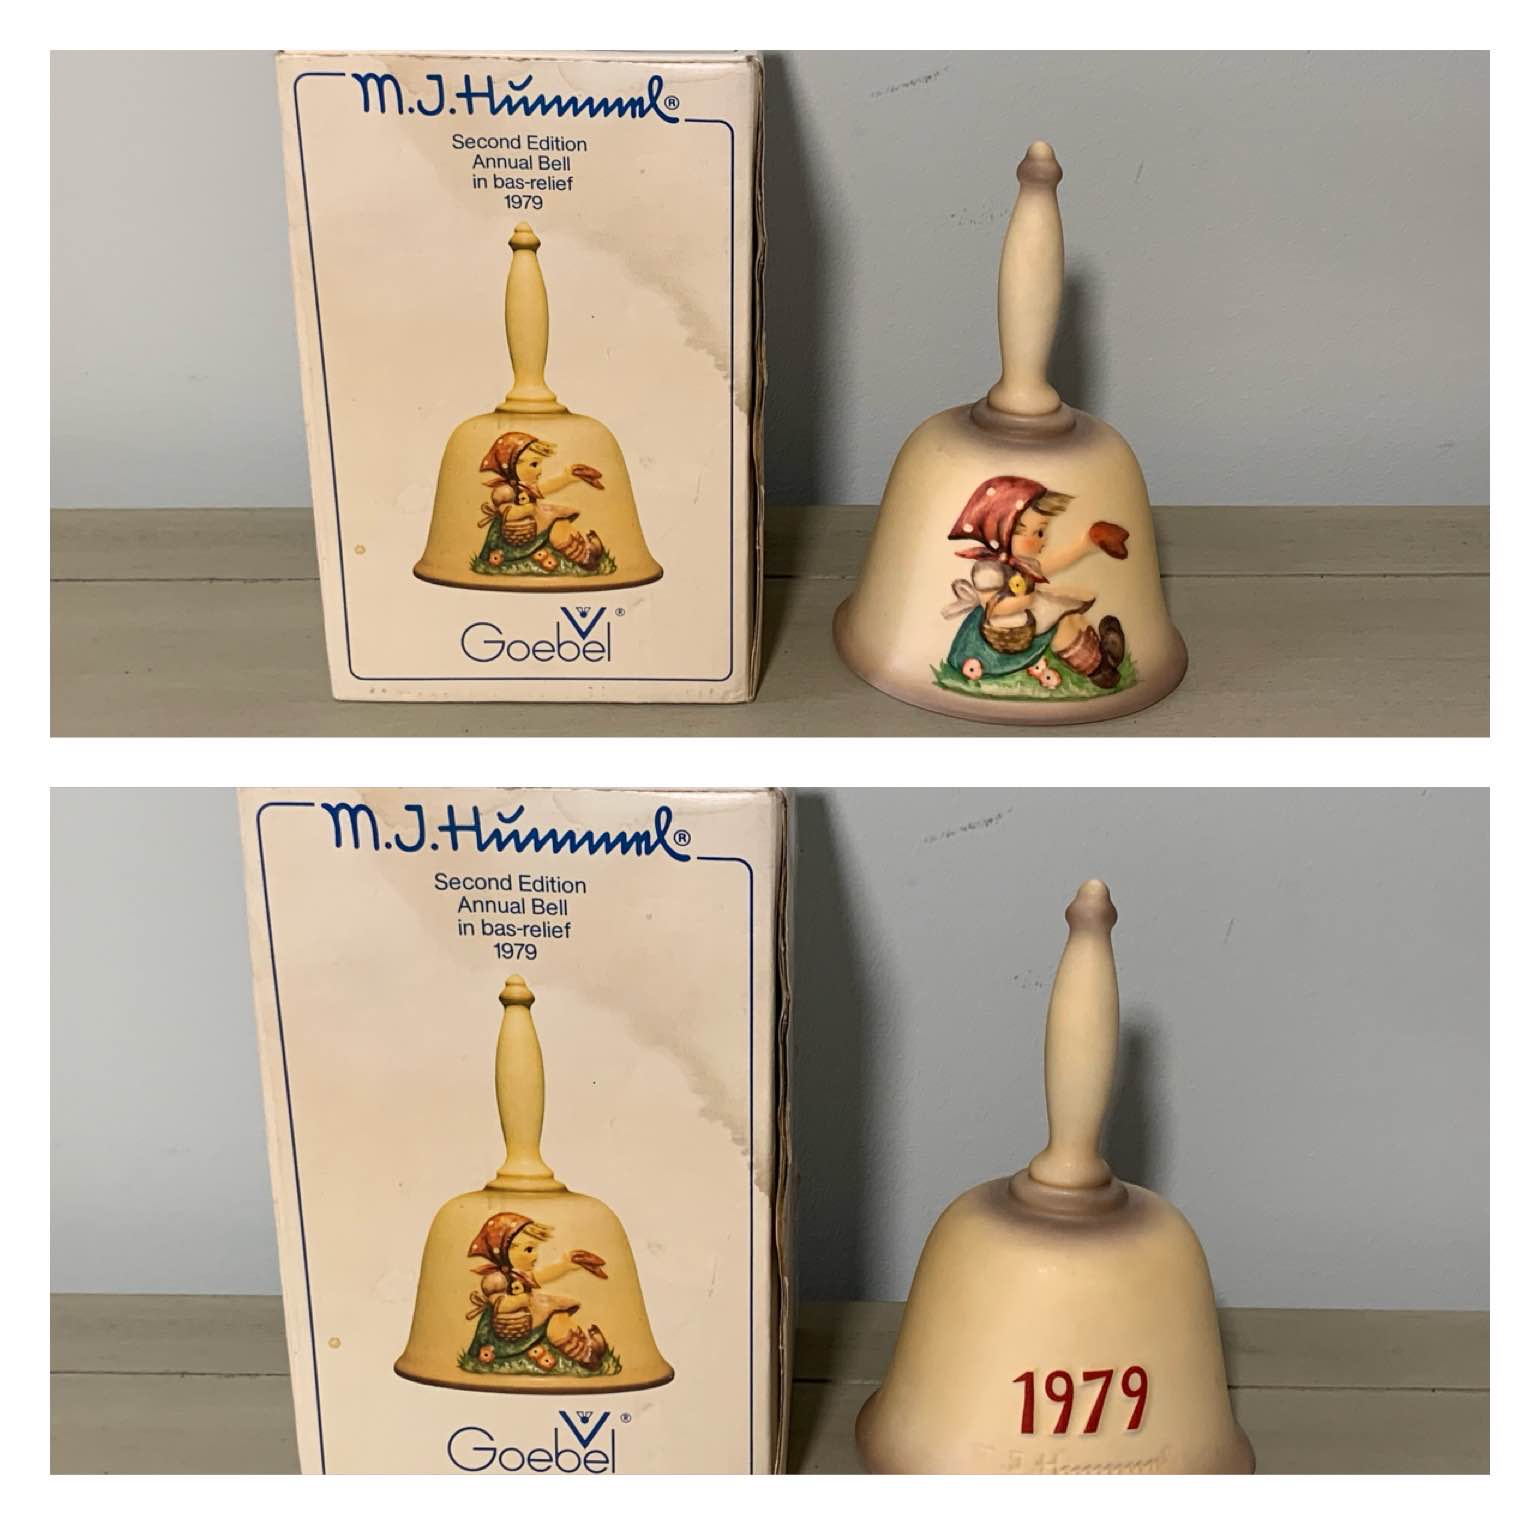 M.J.Hummel®
Second Edition
Annual Bell
in bas-relief
1979
Goebel®
M.J.Hummel®
Second Edition
Annual Bell
in bas-relief
1979
Goebel®
1979
Hummel